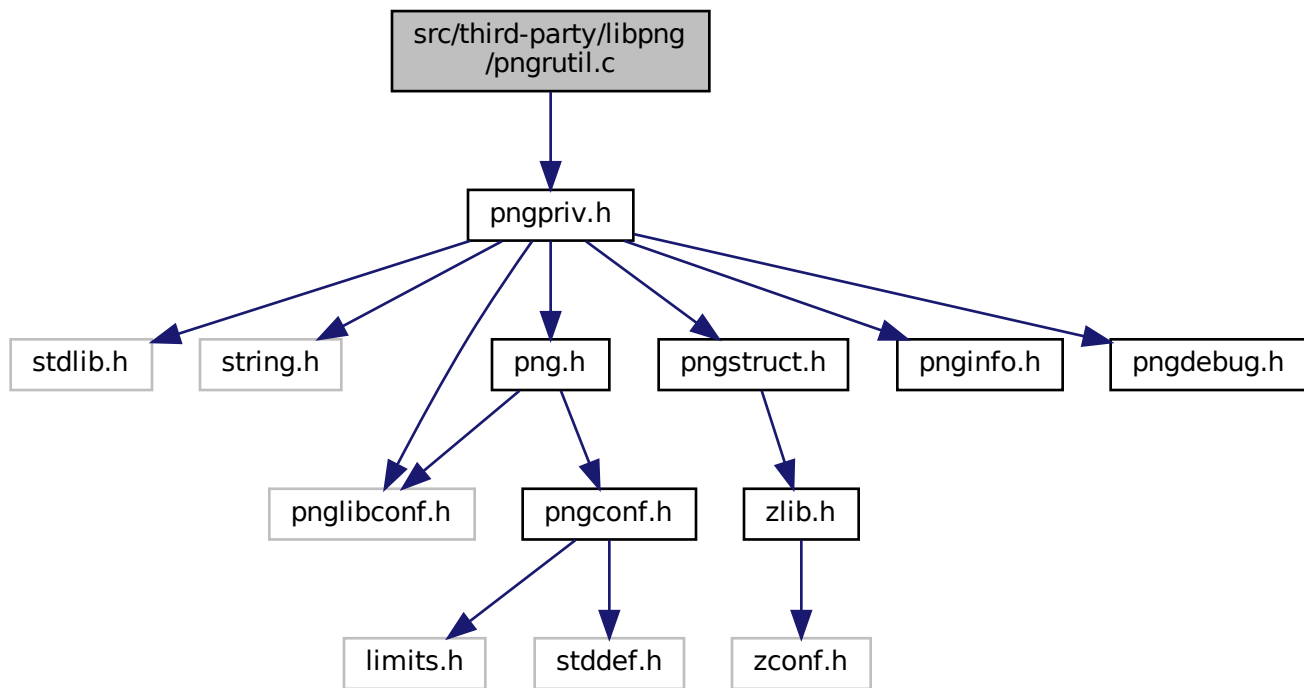 src/third-party/libpng
/pngrutil.c
pngpriv.h
stdlib.h
string.h
png.h
pngstruct.h
pnginfo.h
pngdebug.h
pnglibconf.h
pngconf.h
zlib.h
limits.h
stddef.h
zconf.h